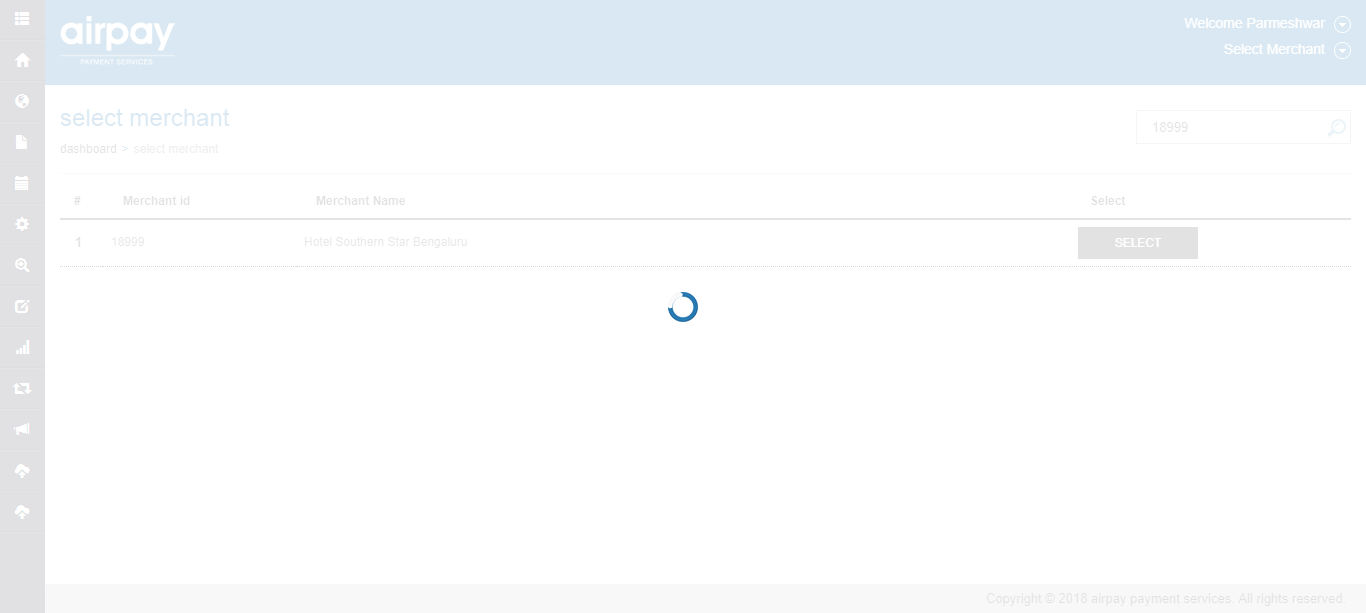 airpay
PAYMENT SERVICES
Welcome Parmeshwar
Select Merchant
select merchant
dashboard > select merchant
18999
# Merchant id Merchant Name Select
1 18999 Hotel Southern Star Bengaluru SELECT
Copyright © 2018 airpay payment services. All rights reserved.